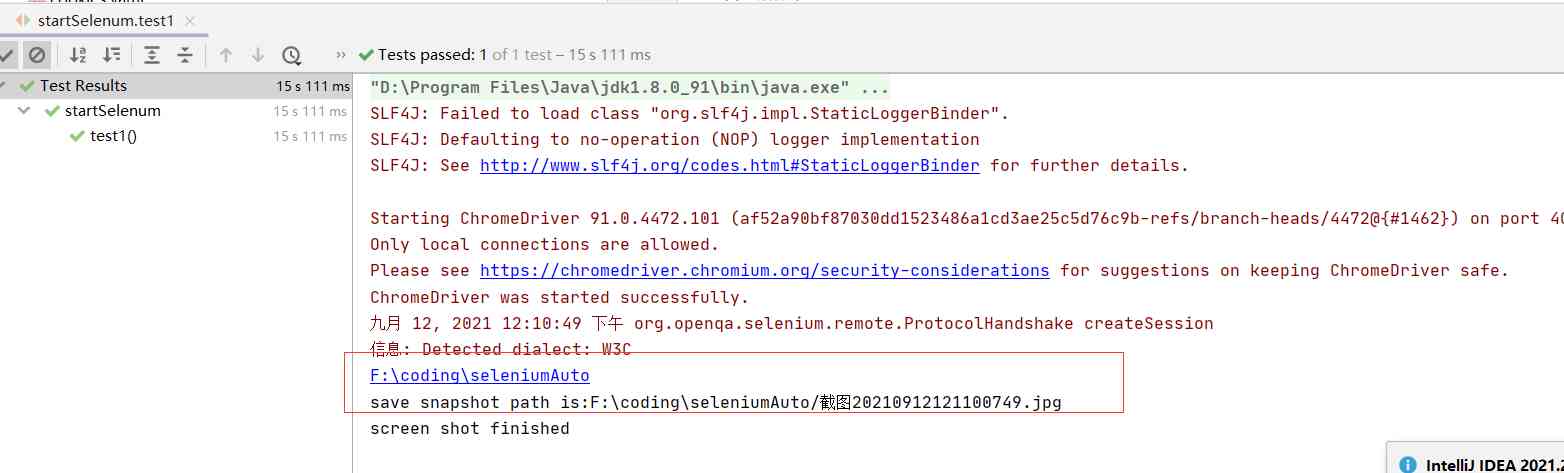 startSelenum.test1
Tests passed: 1 of 1 test – 15 s 111 ms
Test Results 15 s 111 ms
startSelenum 15 s 111 ms
test1() 15 s 111 ms
"D:\Program Files\Java\jdk1.8.0_91\bin\java.exe" ...
SLF4J: Failed to load class "org.slf4j.impl.StaticLoggerBinder".
SLF4J: Defaulting to no-operation (NOP) logger implementation
SLF4J: See http://www.slf4j.org/codes.html#StaticLoggerBinder for further details.
Starting ChromeDriver 91.0.4472.101 (af52a90bf87030dd1523486a1cd3ae25c5d76c9b-refs/branch-heads/4472@{#1462}) on port 40
Only local connections are allowed.
Please see https://chromedriver.chromium.org/security-considerations for suggestions on keeping ChromeDriver safe.
ChromeDriver was started successfully.
九月 12, 2021 12:10:49 下午 org.openqa.selenium.remote.ProtocolHandshake createSession
信息: Detected dialect: W3C
F:\coding\seleniumAuto
save snapshot path is:F:\coding\seleniumAuto/截图20210912121100749.jpg
screen shot finished
IntelliJ IDEA 2021.2